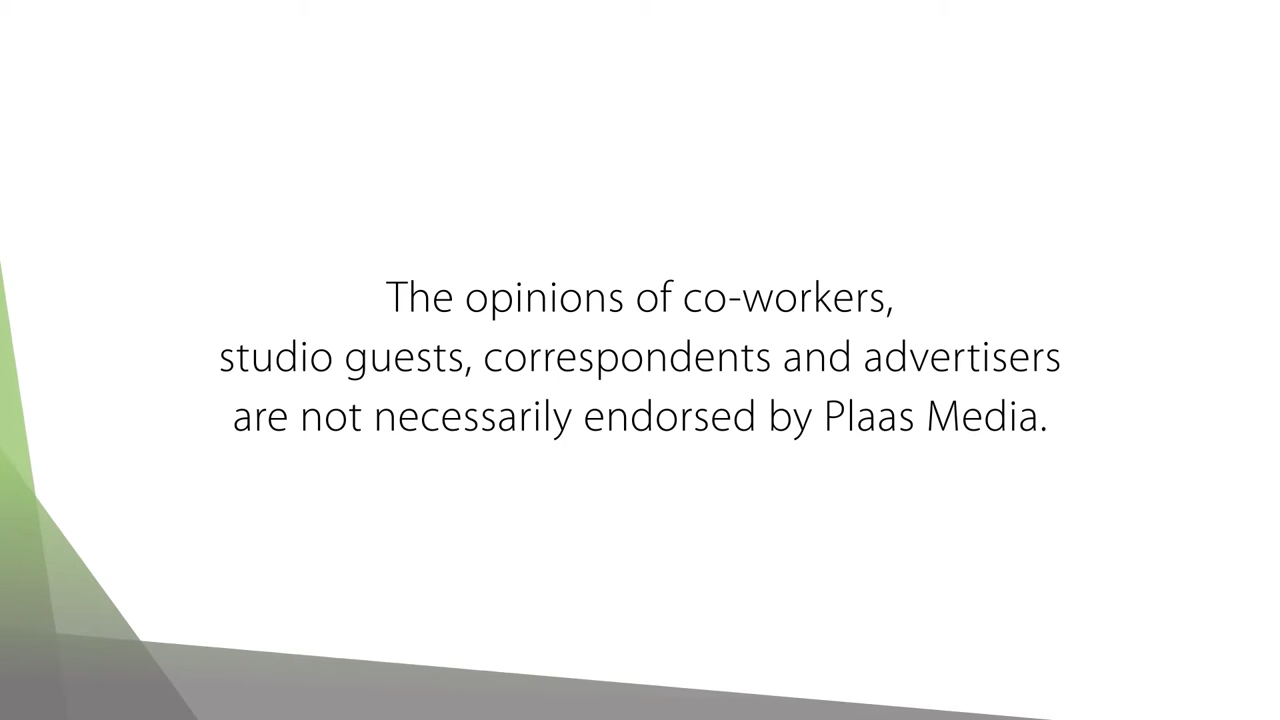 The opinions of co-workers,
studio guests, correspondents and advertisers
are not necessarily endorsed by Plaas Media.